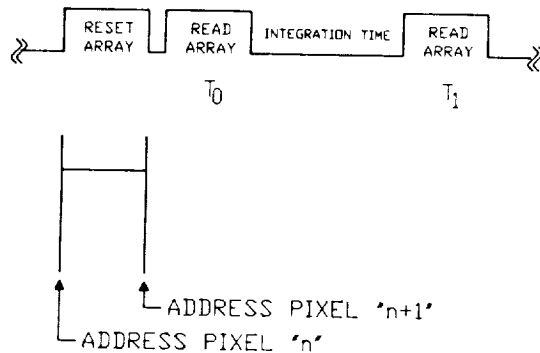 RESET ARRAY
READ ARRAY
INTEGRATION TIME
READ ARRAY
T0
T1
ADDRESS PIXEL "n+1"
ADDRESS PIXEL "n"